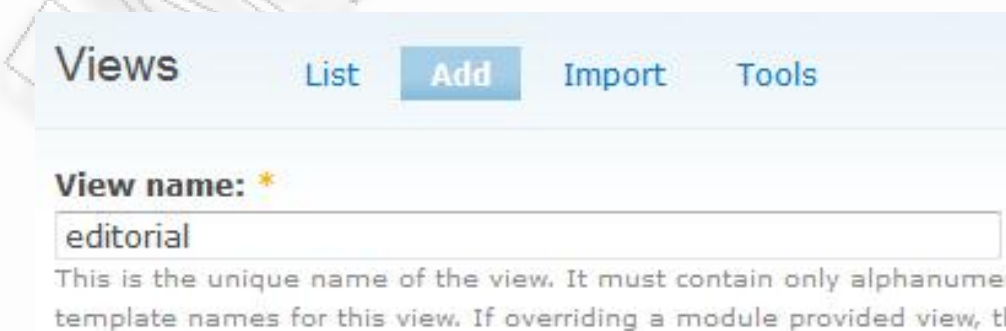 Views List Add Import Tools
View name: *
editorial
This is the unique name of the view. It must contain only alphanume
template names for this view. If overriding a module provided view, t